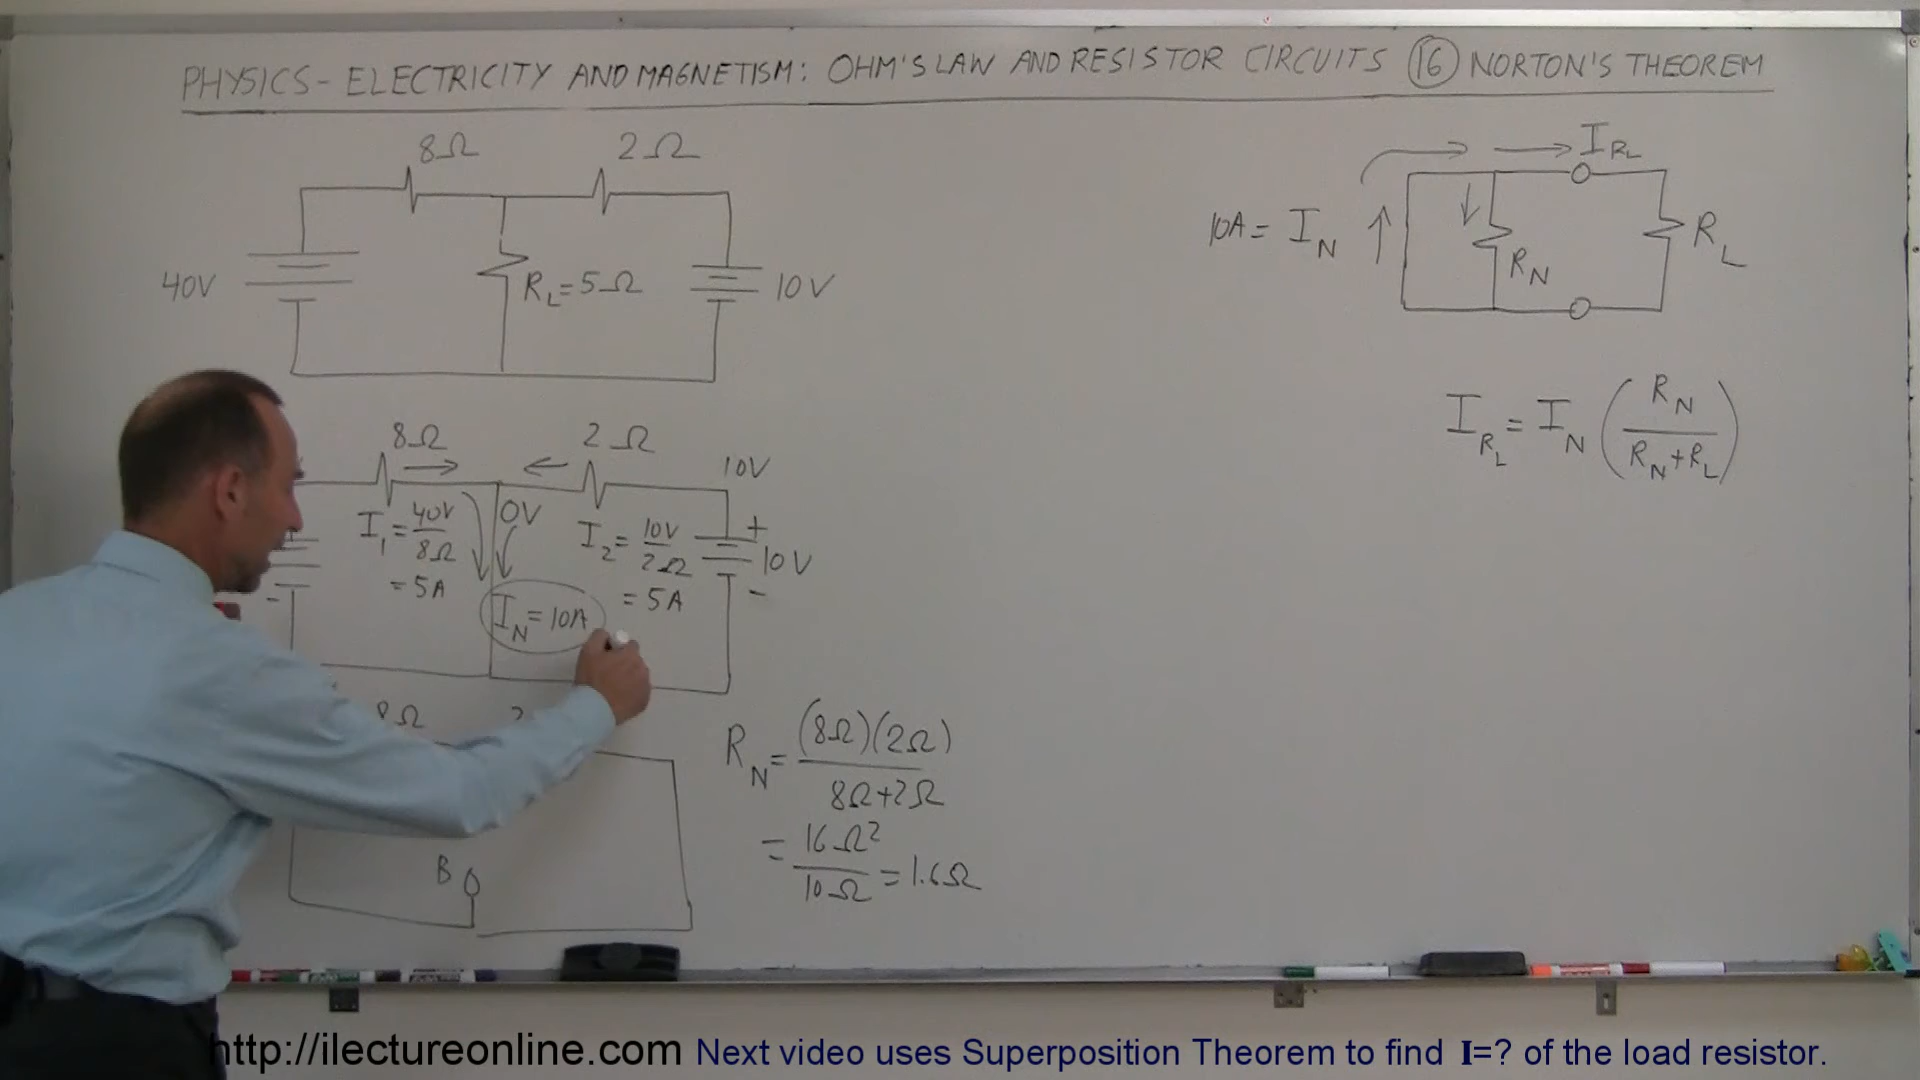 PHYSICS - ELECTRICITY AND MAGNETISM: OHM'S LAW AND RESISTOR CIRCUITS 16 NORTON'S THEOREM
8Ω
2Ω
40V
R_L=5Ω
10V
8Ω
2Ω
10V
I_1=40V/8Ω
=5A
0V
I_2=10V/2Ω
=5A
+
10V
-
-
I_N=10A
8Ω
B
R_N=(8Ω)(2Ω)/8Ω+2Ω
=16Ω²/10Ω=1.6Ω
I_RL
10A=I_N
R_N
R_L
I_RL=I_N(R_N/R_N+R_L)
http://ilectureonline.com Next video uses Superposition Theorem to find I=? of the load resistor.